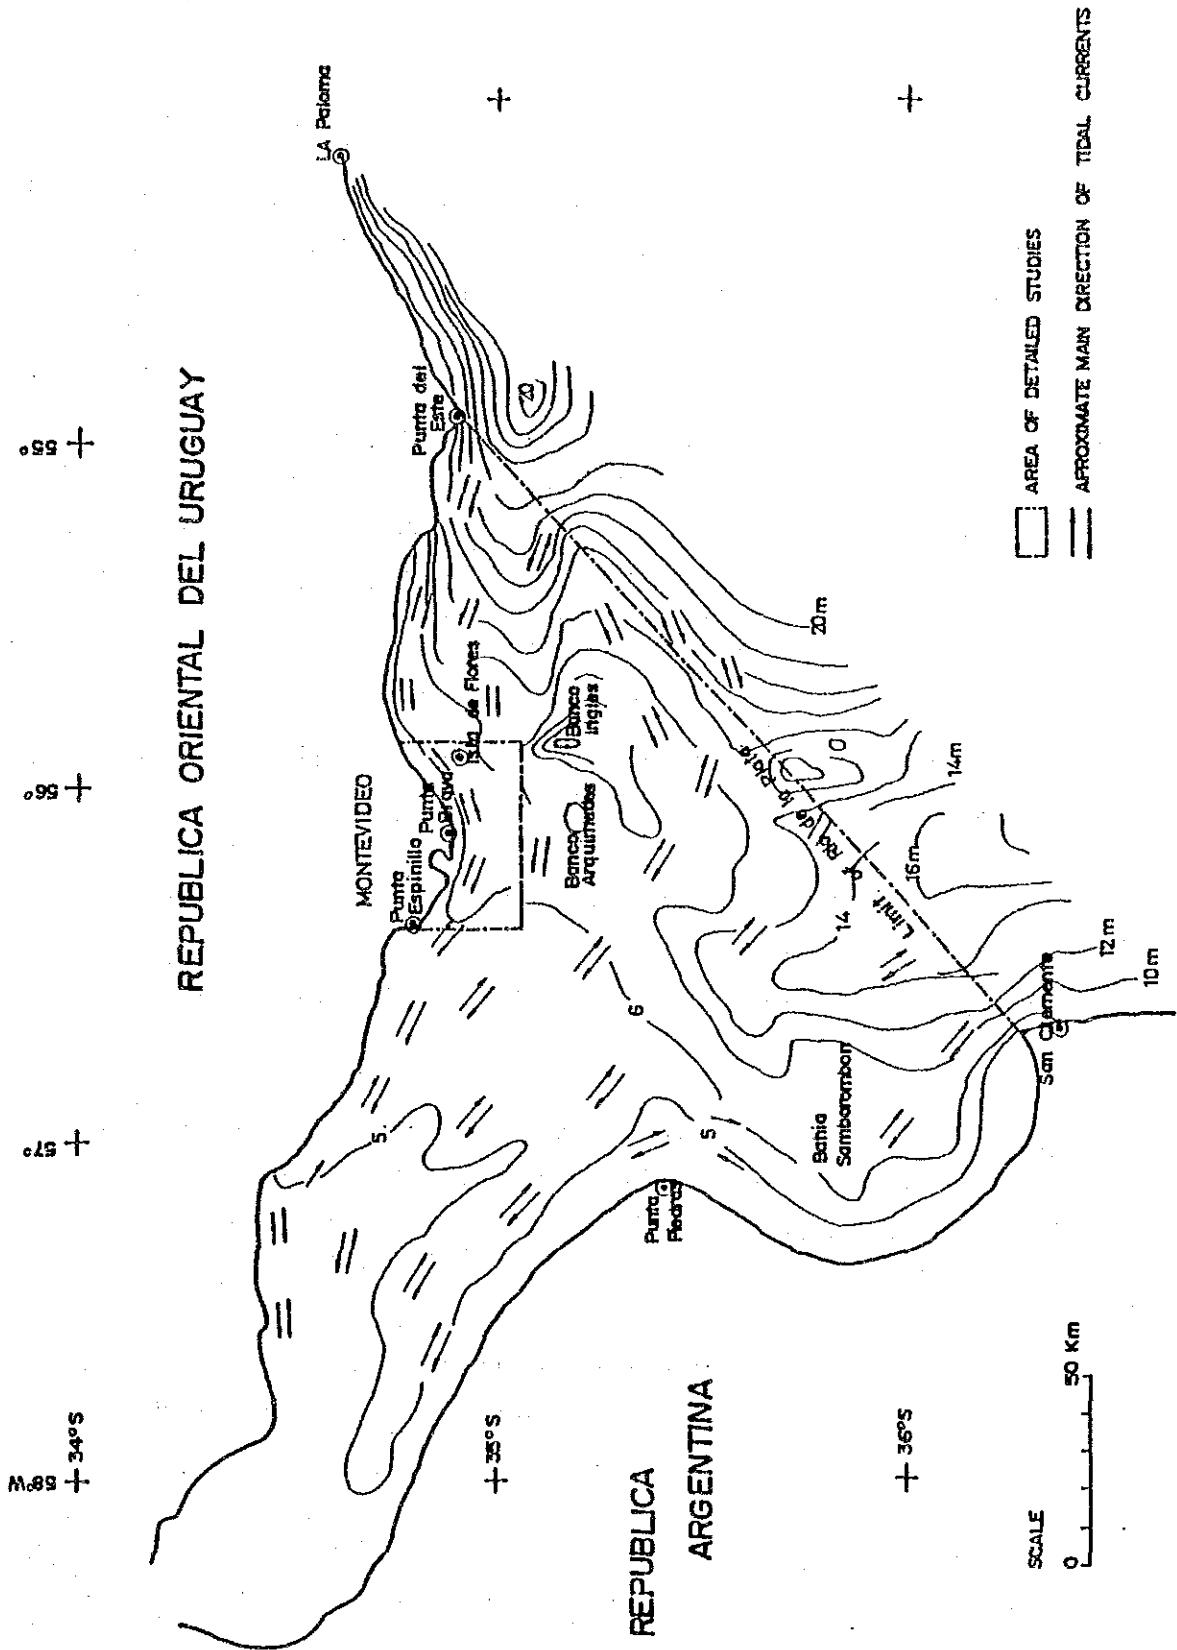 58°W
57°
56°
55°
34°S
REPUBLICA ORIENTAL DEL URUGUAY
LA Paloma
MONTEVIDEO
Punta
Espinillo
Punta
Brava
Isla de Flores
Punta del
Este
35°S
Banco
Arquimedes
Banco
Ingles
20
5
6
5
Punta
Piedras
REPUBLICA
ARGENTINA
Bahia
Samborombon
14
Limit
Rio de la Plata
0
20m
14m
16m
36°S
12m
10m
San Clemente
SCALE
0
50 Km
AREA OF DETAILED STUDIES
APROXIMATE MAIN DIRECTION OF TIDAL CURRENTS